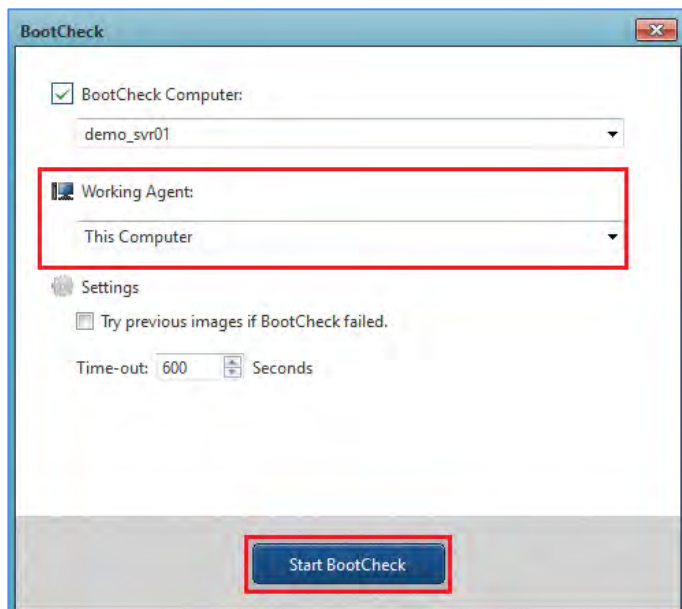 BootCheck
BootCheck Computer:
demo_svr01
Working Agent:
This Computer
Settings
Try previous images if BootCheck failed.
Time-out: 600 Seconds
Start BootCheck